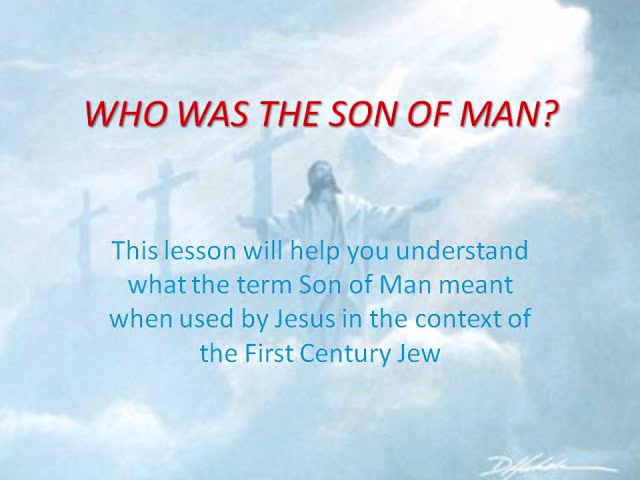 WHO WAS THE SON OF MAN?
This lesson will help you understand
what the term Son of Man meant
when used by Jesus in the context of
the First Century Jew